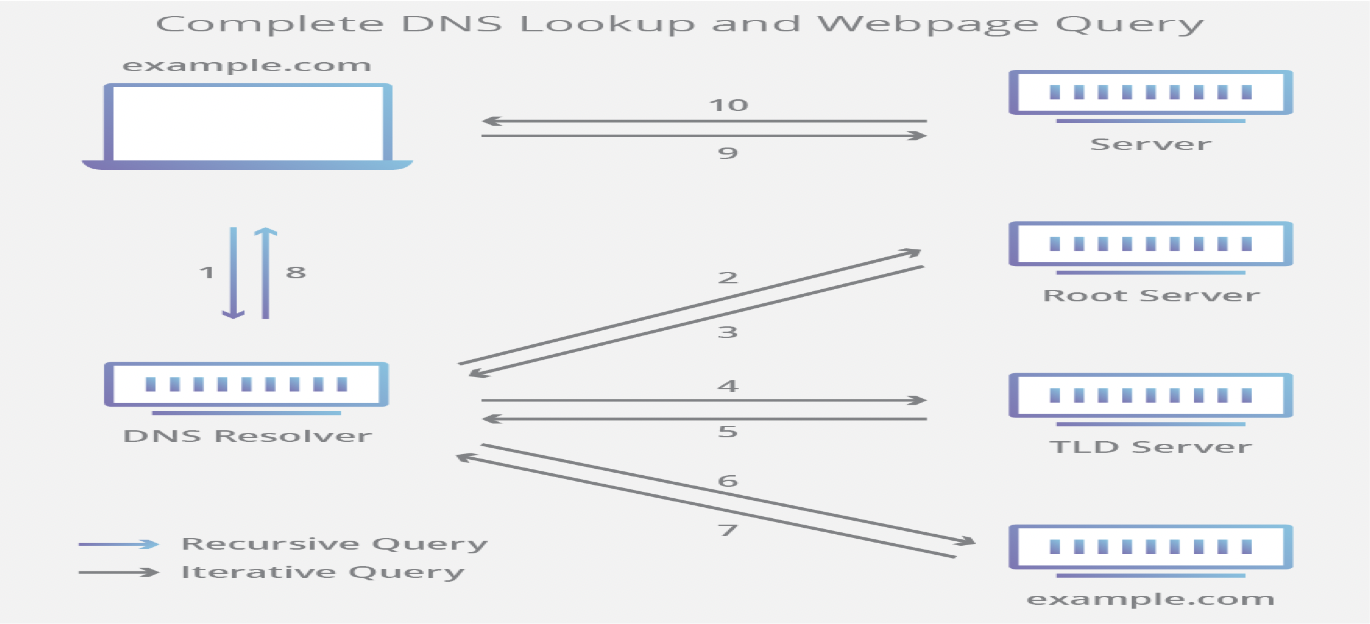 Complete DNS Lookup and Webpage Query
example.com
10
9
Server
1
8
2
3
Root Server
DNS Resolver
4
5
TLD Server
6
7
example.com
Recursive Query
Iterative Query